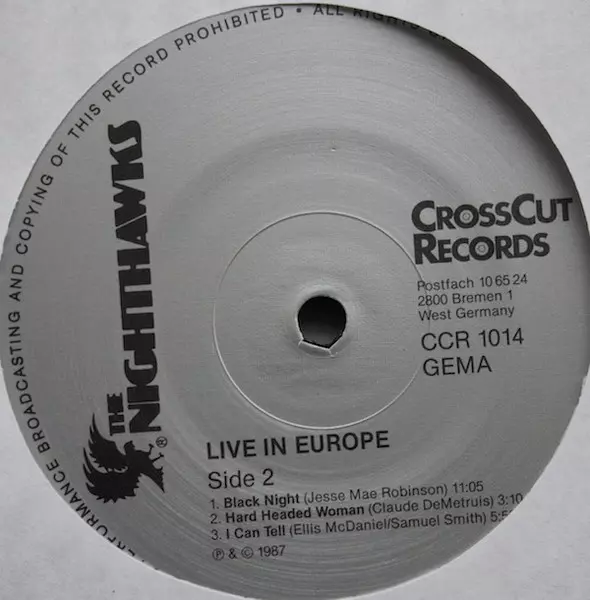 PERFORMANCE BROADCASTING AND COPYING OF THIS RECORD PROHIBITED • ALL RIGHTS
THE
NIGHTHAWKS
®
CROSSCUT
RECORDS
Postfach 10 65 24
2800 Bremen 1
West Germany
CCR 1014
GEMA
LIVE IN EUROPE
Side 2
1. Black Night (Jesse Mae Robinson) 11:05
2. Hard Headed Woman (Claude DeMetruis) 3:10
3. I Can Tell (Ellis McDaniel/Samuel Smith) 5:5
℗ & © 1987